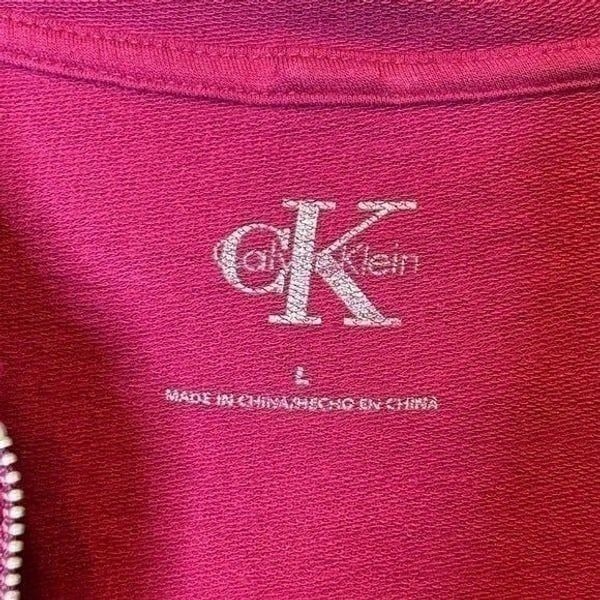 CK
Calvin Klein
L
MADE IN CHINA/HECHO EN CHINA